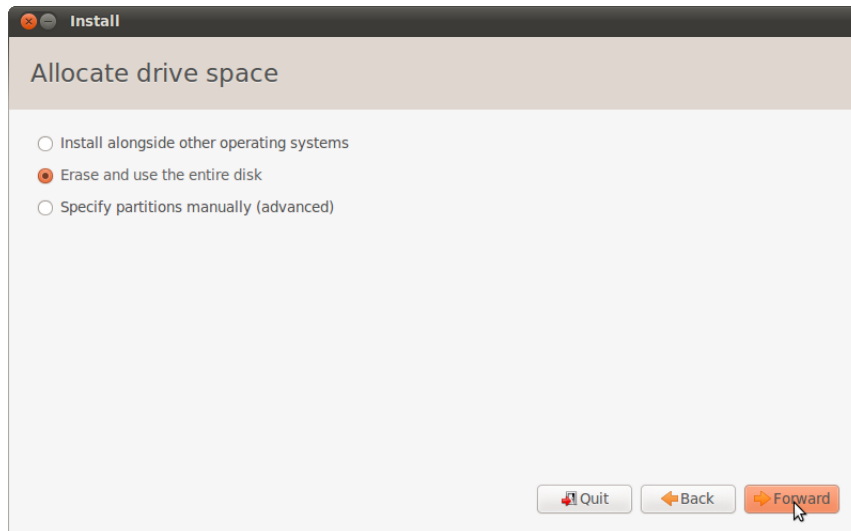 Install
Allocate drive space
Install alongside other operating systems
Erase and use the entire disk
Specify partitions manually (advanced)
Quit Back Forward